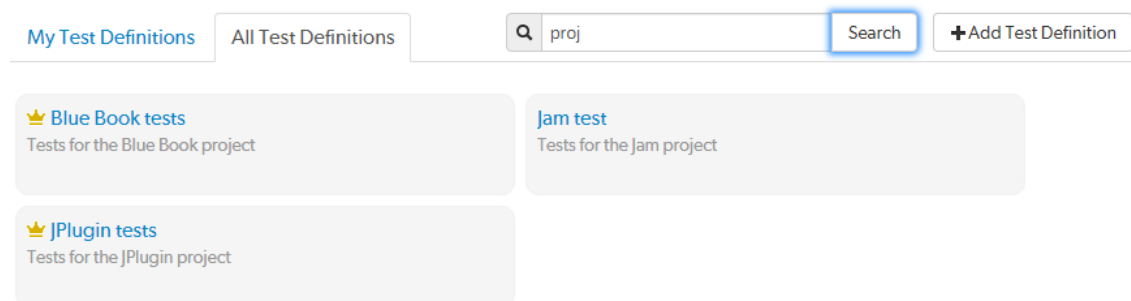 My Test Definitions
All Test Definitions
proj
Search
+Add Test Definition
Blue Book tests
Tests for the Blue Book project
Jam test
Tests for the Jam project
JPlugin tests
Tests for the JPlugin project